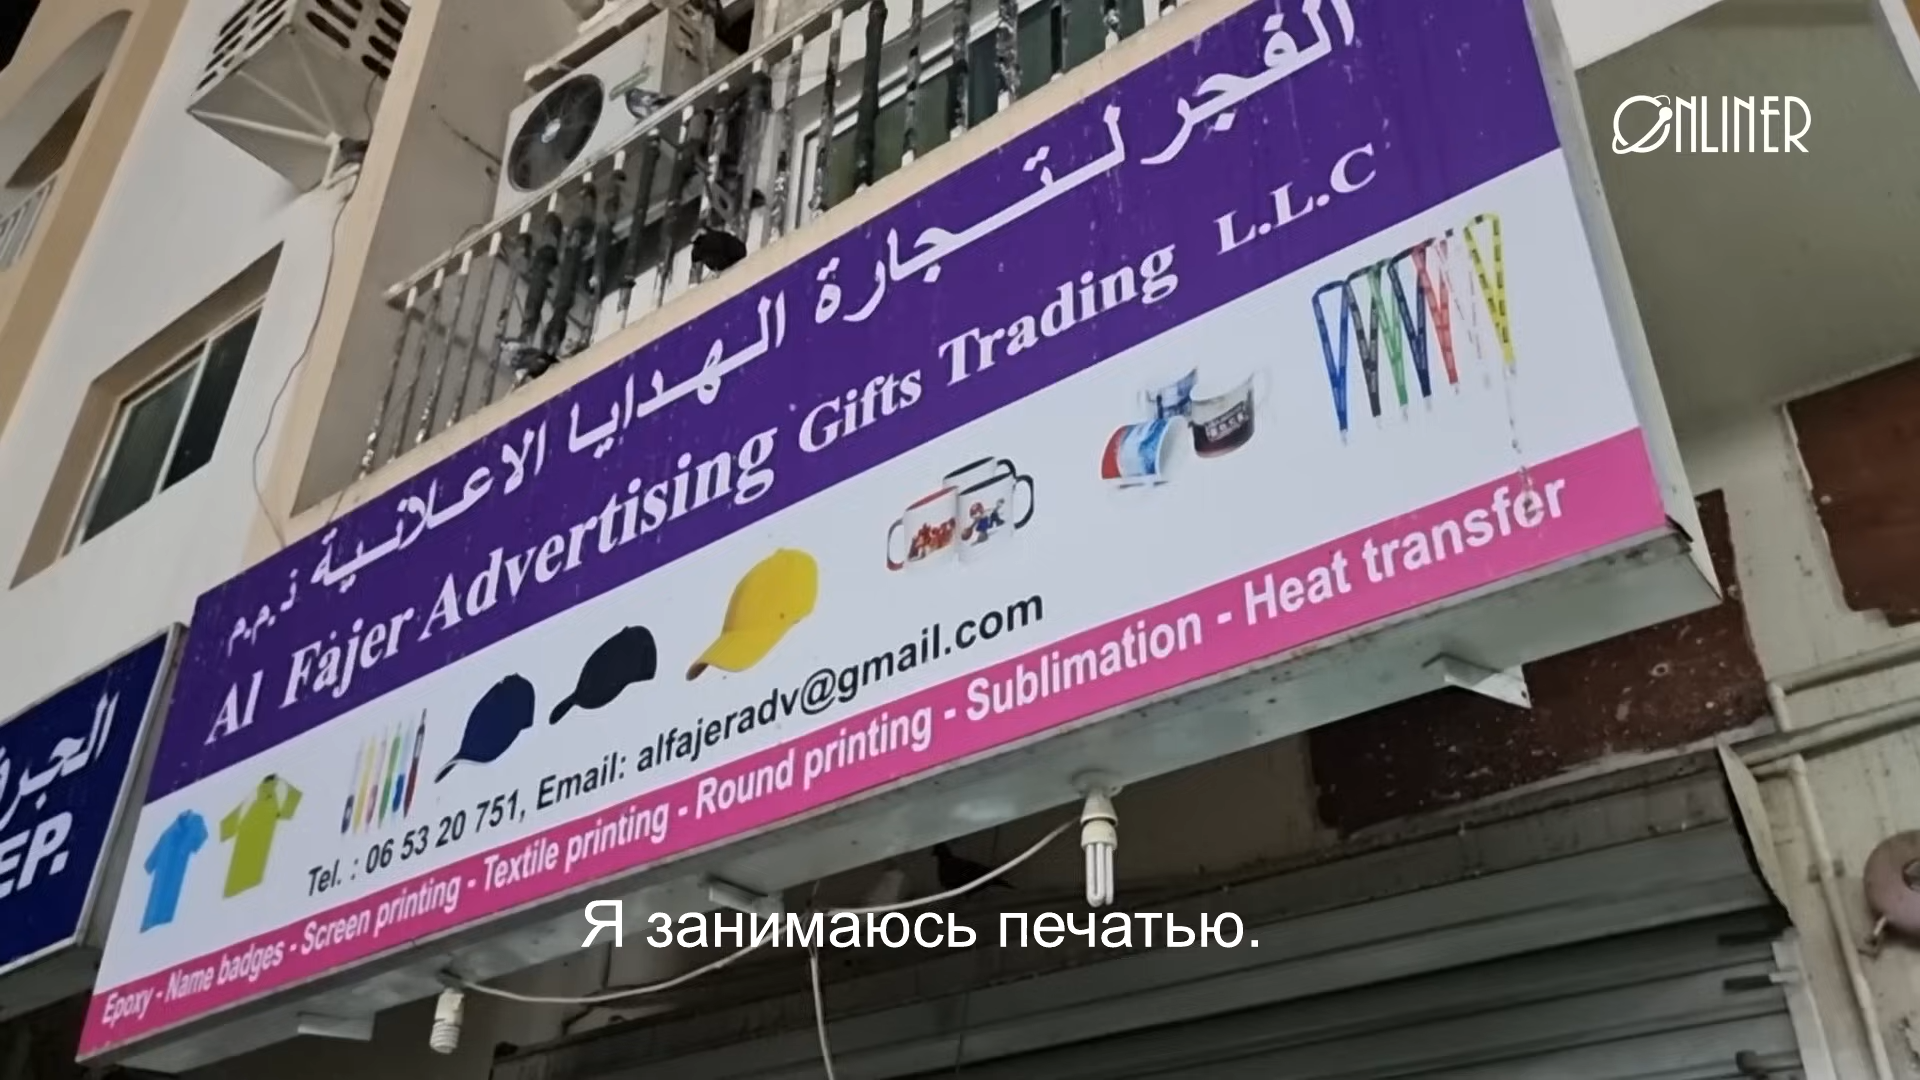 ONLINER
الفجر لتجارة الهدايا الاعلانية ذ.م.م
Al Fajer Advertising Gifts Trading L.L.C
Tel. : 06 53 20 751, Email: alfajeradv@gmail.com
Epoxy - Name badges - Screen printing - Textile printing - Round printing - Sublimation - Heat transfer
EP.
Я занимаюсь печатью.